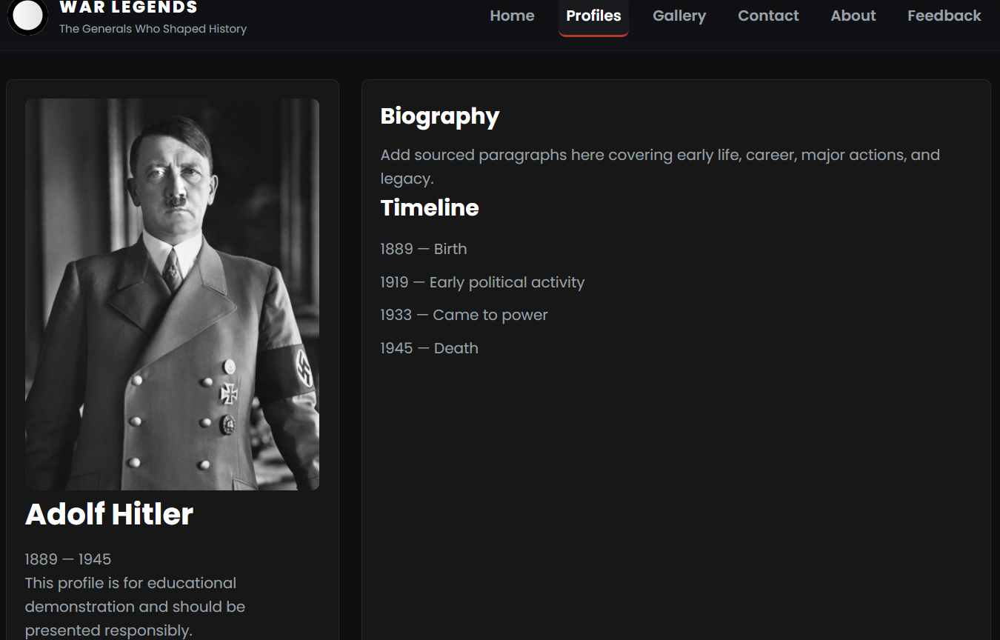 WAR LEGENDS
The Generals Who Shaped History
Home Profiles Gallery Contact About Feedback
Adolf Hitler
1889 — 1945
This profile is for educational
demonstration and should be
presented responsibly.
Biography
Add sourced paragraphs here covering early life, career, major actions, and
legacy.
Timeline
1889 — Birth
1919 — Early political activity
1933 — Came to power
1945 — Death